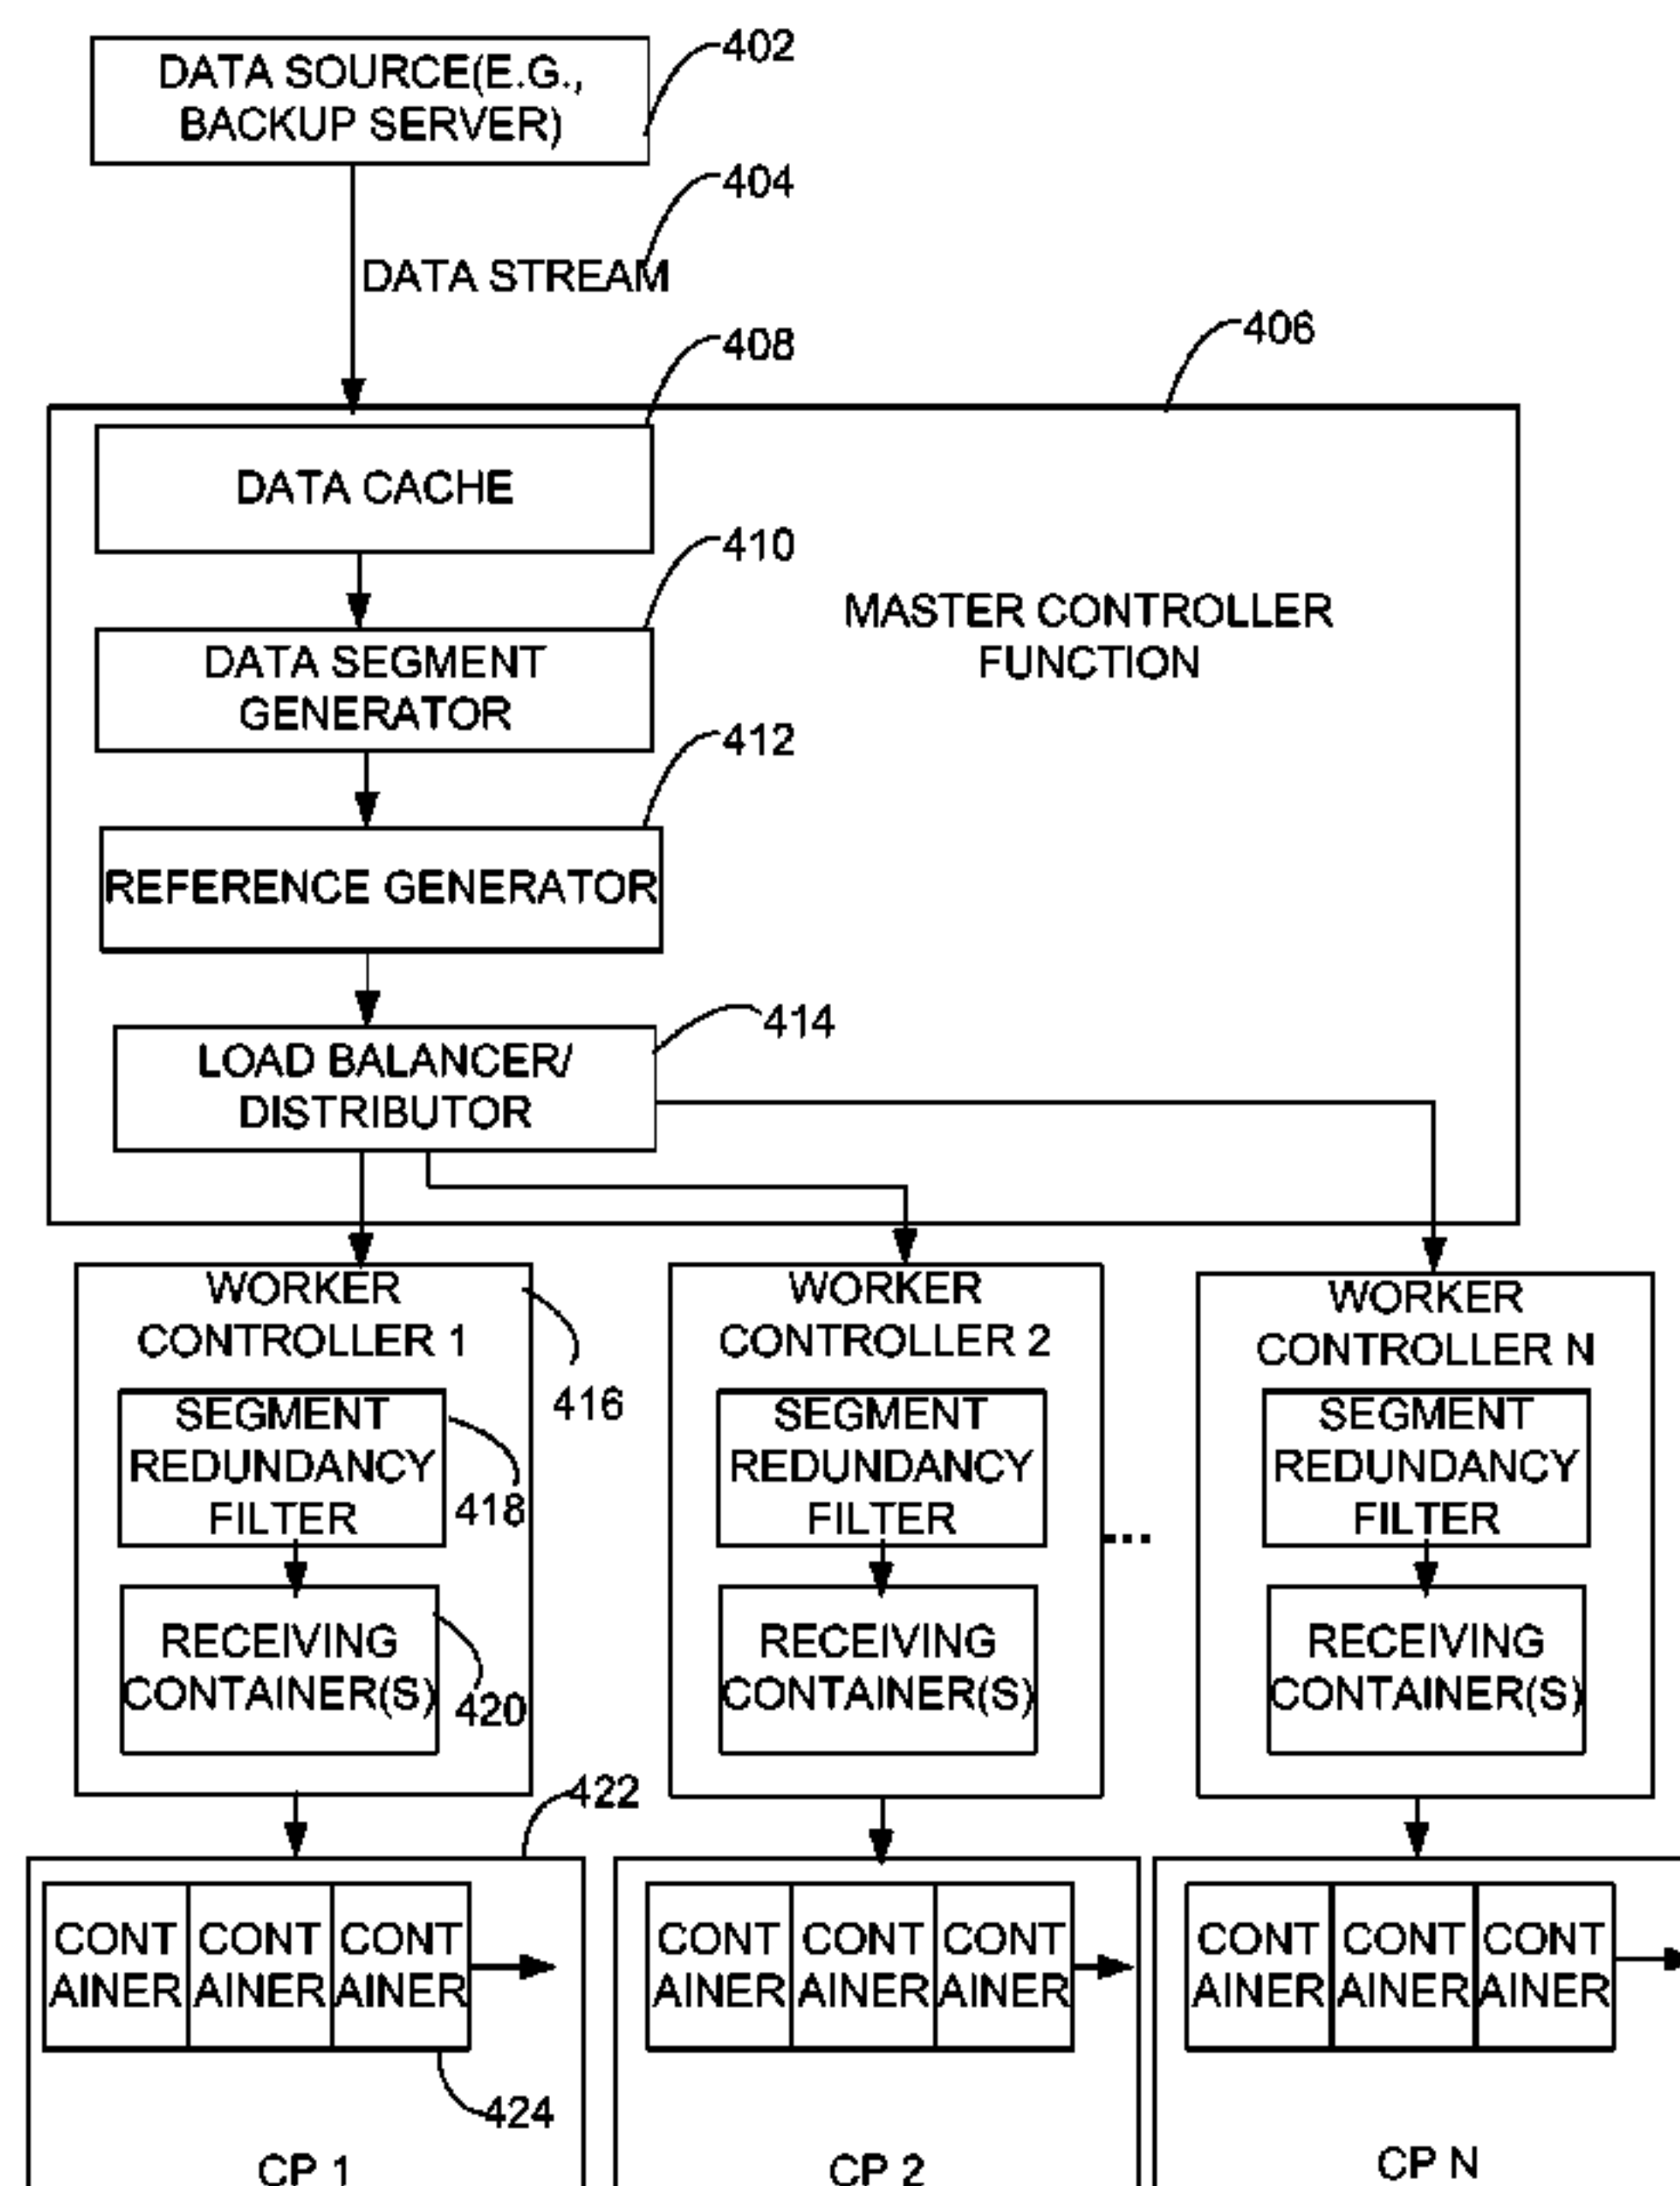 402
DATA SOURCE(E.G.,
BACKUP SERVER)
404
DATA STREAM
406
408
DATA CACHE
410
MASTER CONTROLLER
FUNCTION
DATA SEGMENT
GENERATOR
412
REFERENCE GENERATOR
414
LOAD BALANCER/
DISTRIBUTOR
WORKER
CONTROLLER 1
416
SEGMENT
REDUNDANCY
FILTER
418
RECEIVING
CONTAINER(S)
420
WORKER
CONTROLLER 2
SEGMENT
REDUNDANCY
FILTER
RECEIVING
CONTAINER(S)
...
WORKER
CONTROLLER N
SEGMENT
REDUNDANCY
FILTER
RECEIVING
CONTAINER(S)
422
CONT
AINER
CONT
AINER
CONT
AINER
424
CP 1
CONT
AINER
CONT
AINER
CONT
AINER
CP 2
CONT
AINER
CONT
AINER
CONT
AINER
CP N